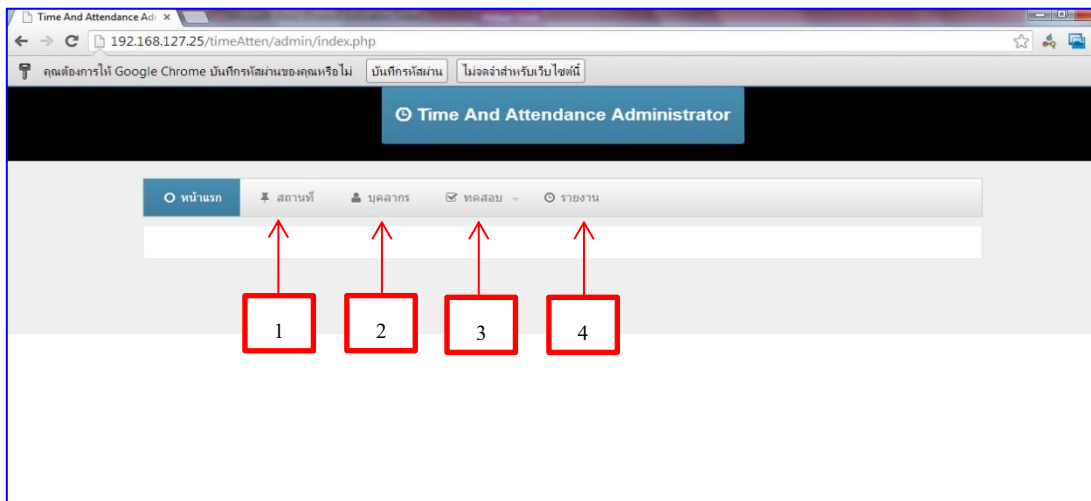 Time And Attendance Adi ×
192.168.127.25/timeAtten/admin/index.php
คุณต้องการให้ Google Chrome บันทึกรหัสผ่านของคุณหรือไม่ บันทึกรหัสผ่าน ไม่จดจำสำหรับเว็บไซต์นี้
Time And Attendance Administrator
หน้าแรก สถานที่ บุคลากร ทดสอบ รายงาน
1 2 3 4